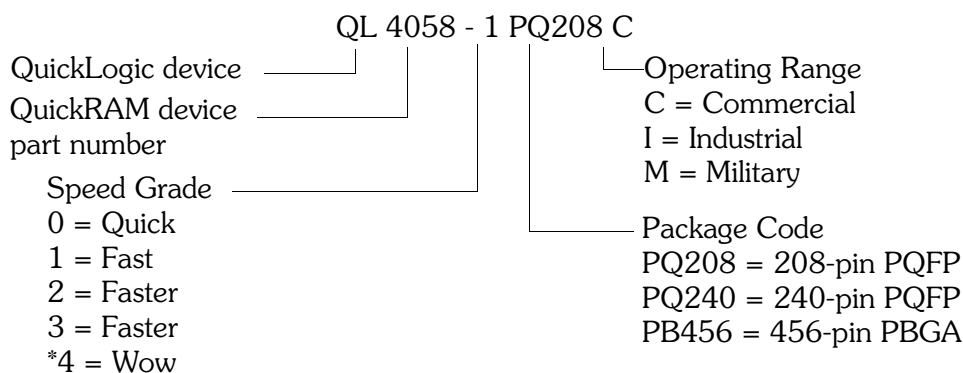 QL 4058 - 1 PQ208 C
QuickLogic device
QuickRAM device
part number
Speed Grade
0 = Quick
1 = Fast
2 = Faster
3 = Faster
*4 = Wow
Operating Range
C = Commercial
I = Industrial
M = Military
Package Code
PQ208 = 208-pin PQFP
PQ240 = 240-pin PQFP
PB456 = 456-pin PBGA